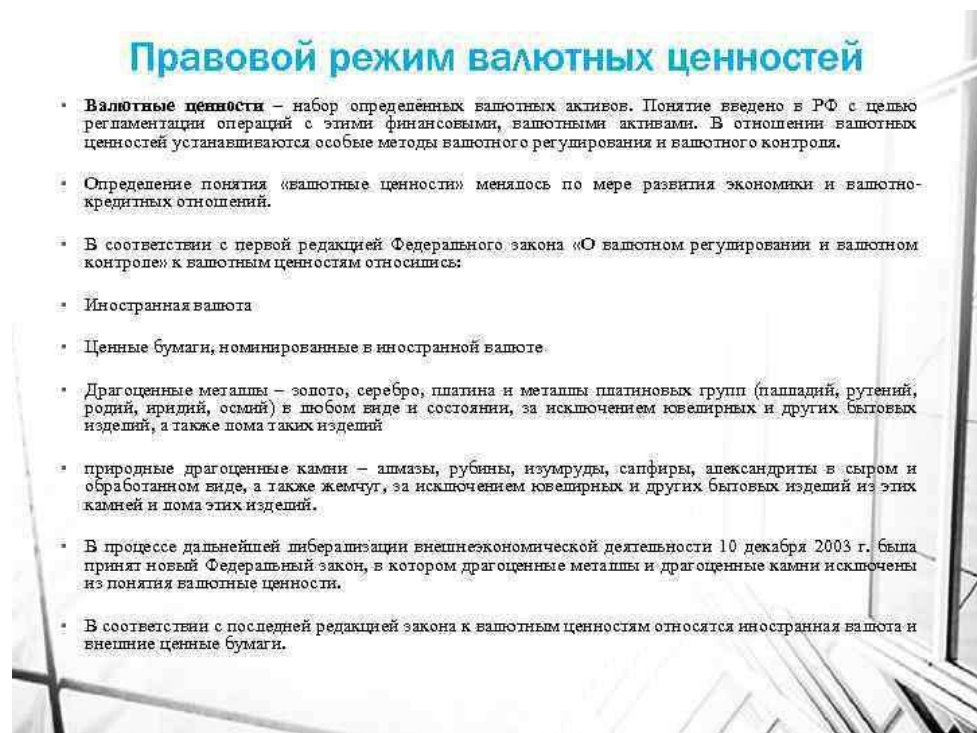 Правовой режим валютных ценностей
▪ Валютные ценности – набор определённых валютных активов. Понятие введено в РФ с целью
регламентации операций с этими финансовыми, валютными активами. В отношении валютных
ценностей устанавливаются особые методы валютного регулирования и валютного контроля.
▪ Определение понятия «валютные ценности» менялось по мере развития экономики и валютно-
кредитных отношений.
▪ В соответствии с первой редакцией Федерального закона «О валютном регулировании и валютном
контроле» к валютным ценностям относились:
▪ Иностранная валюта
▪ Ценные бумаги, номинированные в иностранной валюте
▪ Драгоценные металлы – золото, серебро, платина и металлы платиновых групп (палладий, рутений,
родий, иридий, осмий) в любом виде и состоянии, за исключением ювелирных и других бытовых
изделий, а также лома таких изделий
▪ природные драгоценные камни – алмазы, рубины, изумруды, сапфиры, александриты в сыром и
обработанном виде, а также жемчуг, за исключением ювелирных и других бытовых изделий из этих
камней и лома этих изделий.
▪ В процессе дальнейшей либерализации внешнеэкономической деятельности 10 декабря 2003 г. была
принят новый Федеральный закон, в котором драгоценные металлы и драгоценные камни исключены
из понятия валютные ценности.
▪ В соответствии с последней редакцией закона к валютным ценностям относятся иностранная валюта и
внешние ценные бумаги.